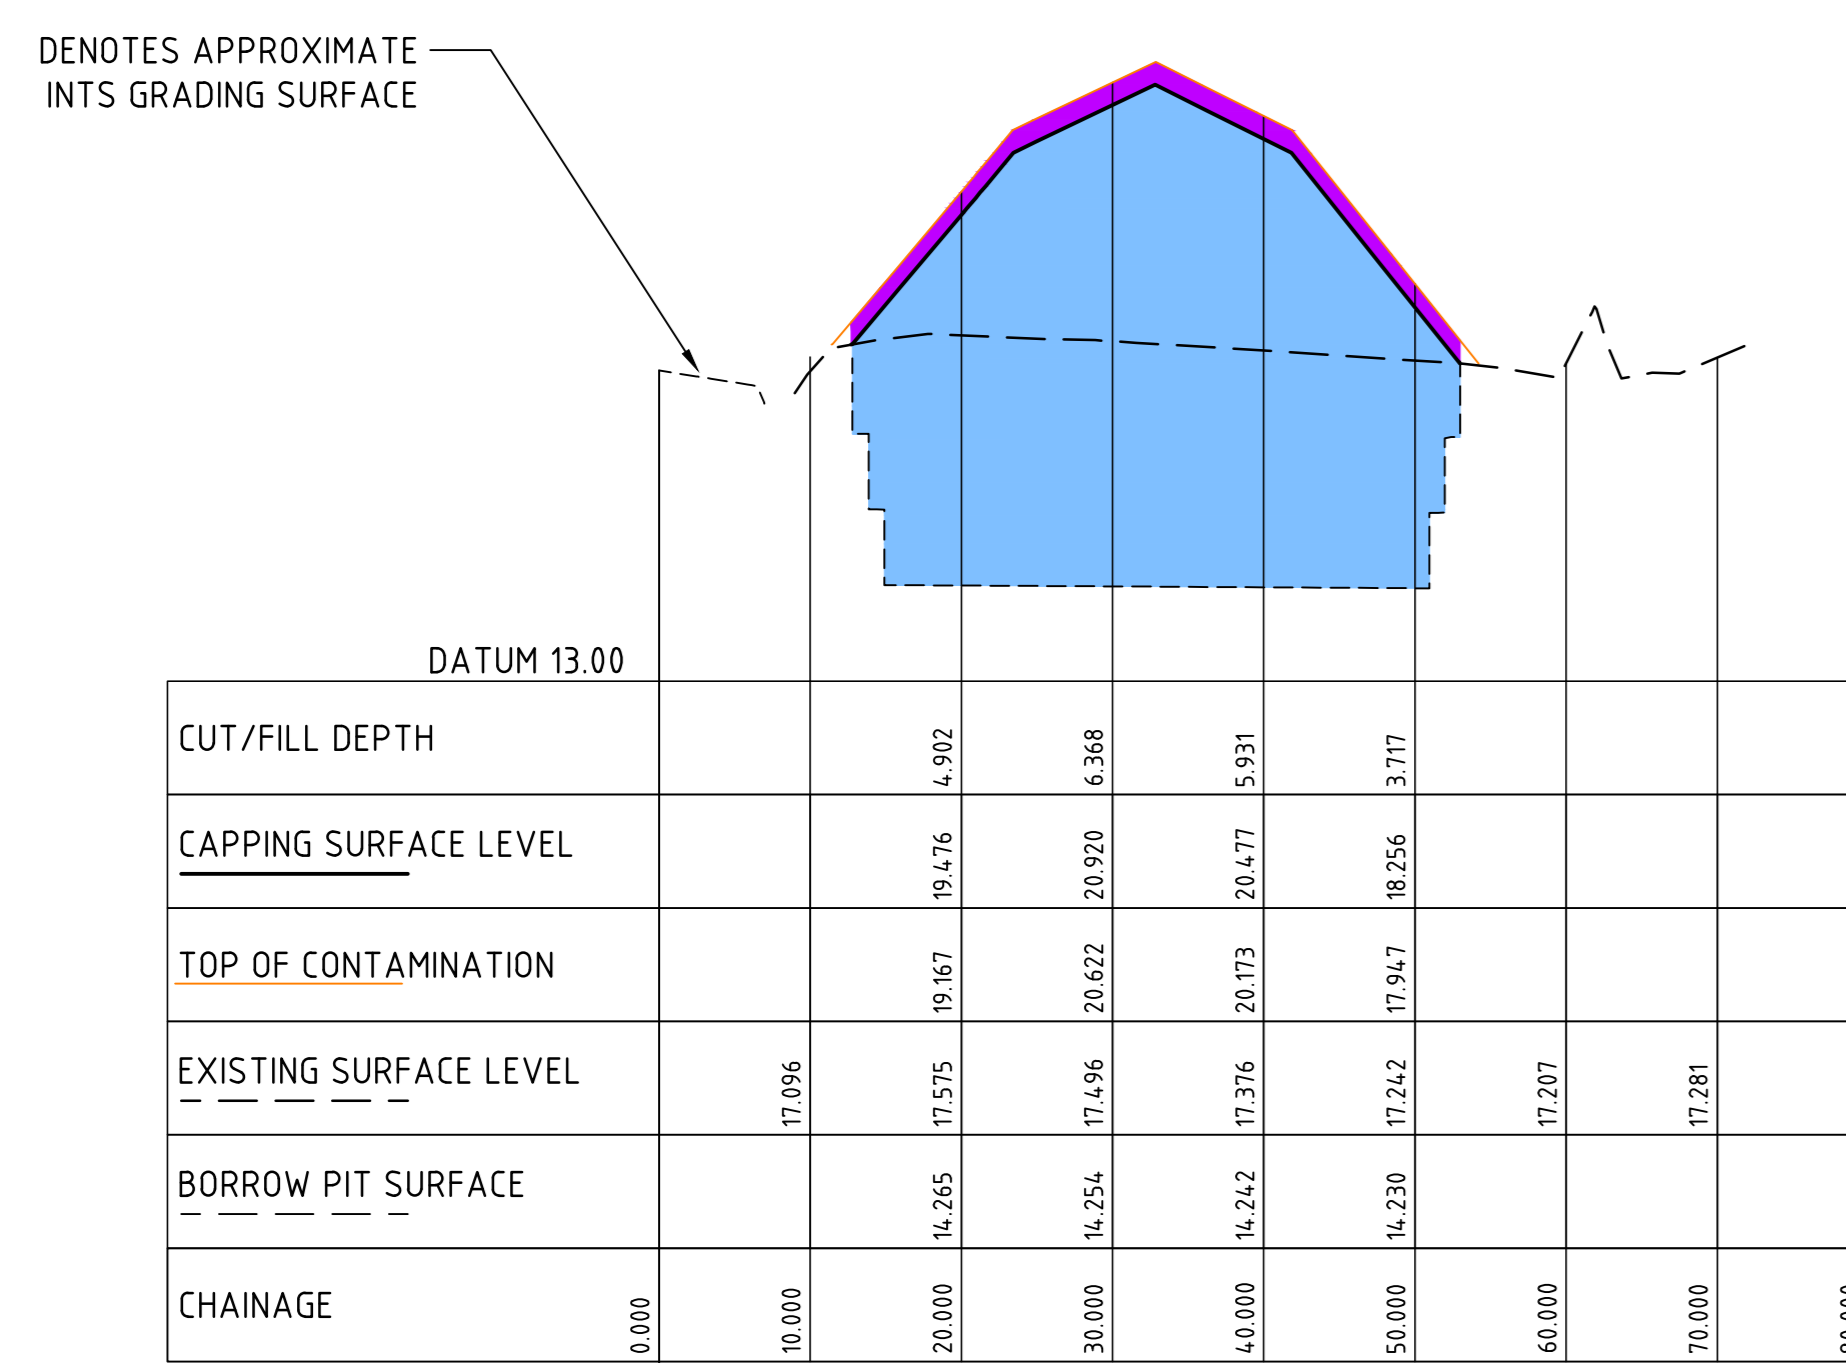 DENOTES APPROXIMATE
INTS GRADING SURFACE
DATUM 13.00
CUT/FILL DEPTH 4.902 6.368 5.931 3.717
CAPPING SURFACE LEVEL 19.476 20.920 20.477 18.256
TOP OF CONTAMINATION 19.167 20.622 20.173 17.947
EXISTING SURFACE LEVEL 17.096 17.575 17.496 17.376 17.242 17.207 17.281
BORROW PIT SURFACE 14.265 14.254 14.242 14.230
CHAINAGE 0.000 10.000 20.000 30.000 40.000 50.000 60.000 70.000